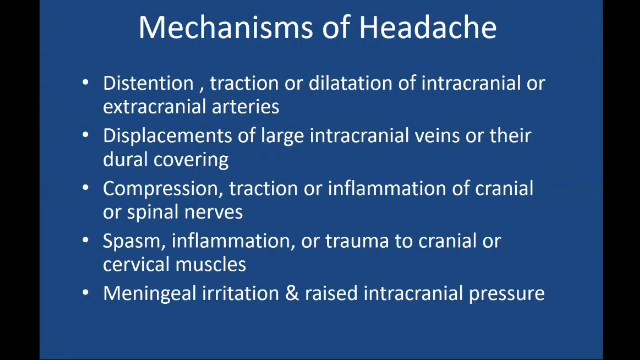 Mechanisms of Headache
• Distention , traction or dilatation of intracranial or
extracranial arteries
• Displacements of large intracranial veins or their
dural covering
• Compression, traction or inflammation of cranial
or spinal nerves
• Spasm, inflammation, or trauma to cranial or
cervical muscles
• Meningeal irritation & raised intracranial pressure